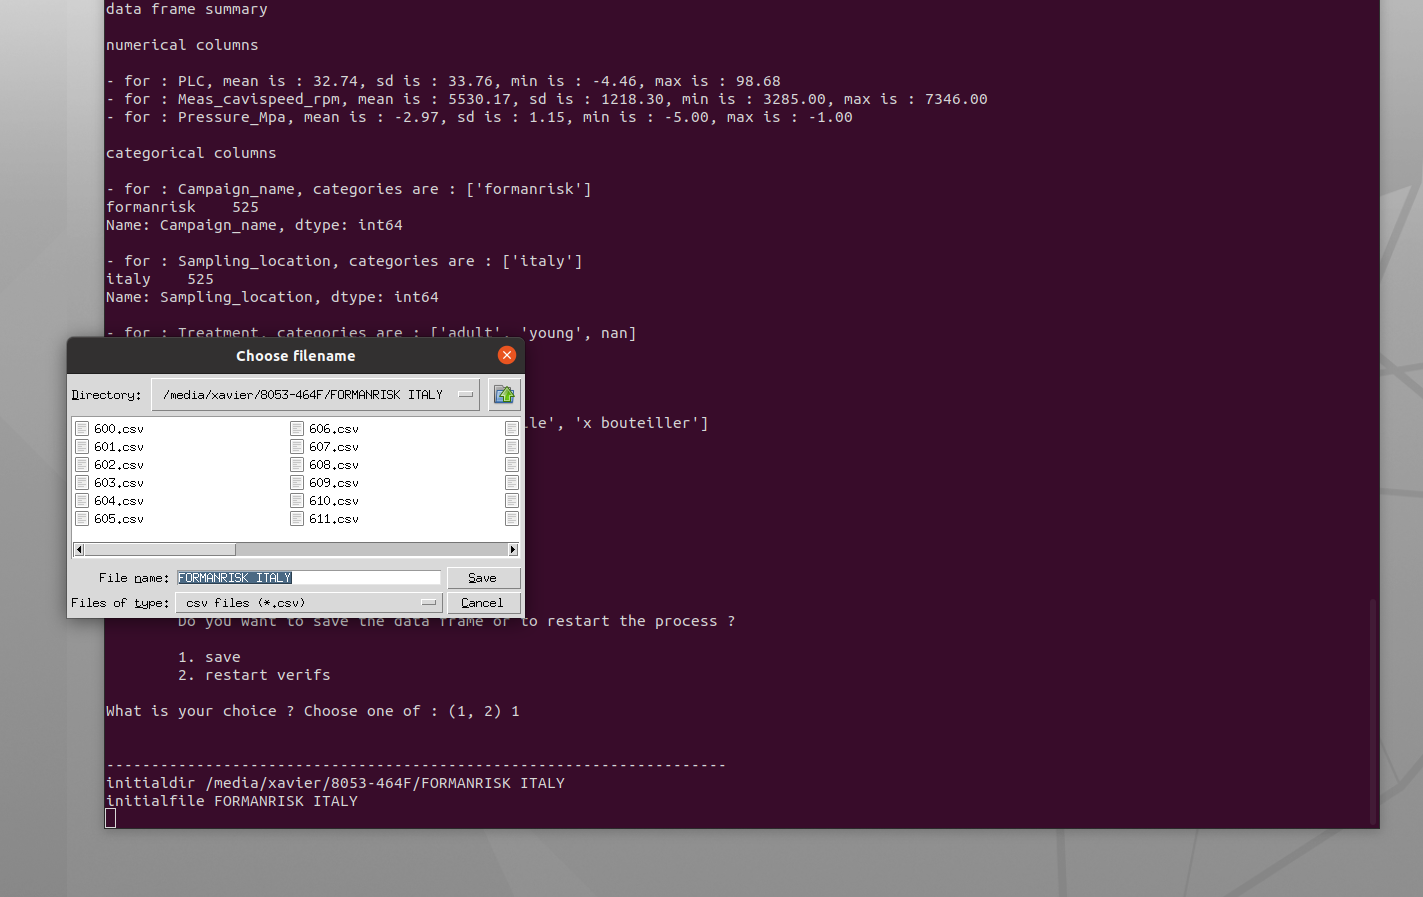 data frame summary
numerical columns
- for : PLC, mean is : 32.74, sd is : 33.76, min is : -4.46, max is : 98.68
- for : Meas_cavispeed_rpm, mean is : 5530.17, sd is : 1218.30, min is : 3285.00, max is : 7346.00
- for : Pressure_Mpa, mean is : -2.97, sd is : 1.15, min is : -5.00, max is : -1.00
categorical columns
- for : Campaign_name, categories are : ['formanrisk']
formanrisk    525
Name: Campaign_name, dtype: int64
- for : Sampling_location, categories are : ['italy']
italy    525
Name: Sampling_location, dtype: int64
- for : Treatment, categories are : ['adult', 'young', nan]
Choose filename
Directory: /media/xavier/8053-464F/FORMANRISK ITALY
600.csv 606.csv
601.csv 607.csv
602.csv 608.csv
603.csv 609.csv
604.csv 610.csv
605.csv 611.csv
File name: FORMANRISK ITALY Save
Files of type: csv files (*.csv) Cancel
', 'x bouteiller']
Do you want to save the data frame or to restart the process ?
1. save
2. restart verifs
What is your choice ? Choose one of : (1, 2) 1
---------------------------------------------------------------------
initialdir /media/xavier/8053-464F/FORMANRISK ITALY
initialfile FORMANRISK ITALY